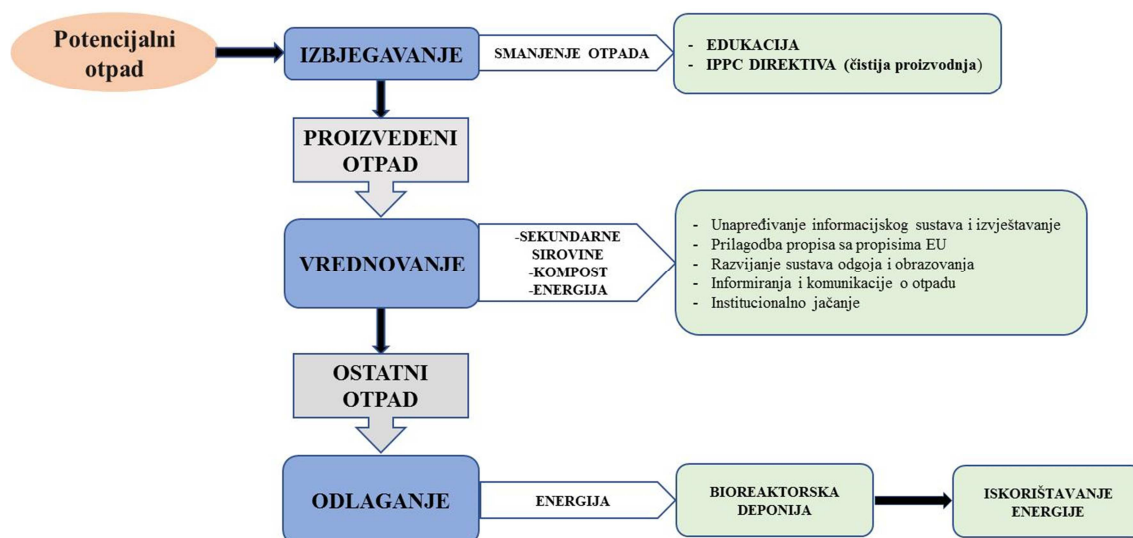 Potencijalni
otpad
IZBJEGAVANJE
SMANJENJE OTPADA
- EDUKACIJA
- IPPC DIREKTIVA (čistija proizvodnja)
PROIZVEDENI
OTPAD
VREDNOVANJE
-SEKUNDARNE
SIROVINE
-KOMPOST
-ENERGIJA
- Unapređivanje informacijskog sustava i izvještavanje
- Prilagodba propisa sa propisima EU
- Razvijanje sustava odgoja i obrazovanja
- Informiranja i komunikacije o otpadu
- Institucionalno jačanje
OSTATNI
OTPAD
ODLAGANJE
ENERGIJA
BIOREAKTORSKA
DEPONIJA
ISKORIŠTAVANJE
ENERGIJE